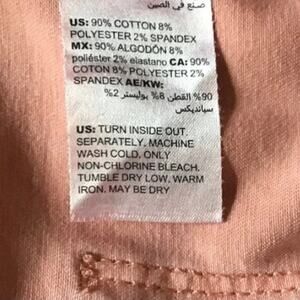 صنع في الصين
US: 90% COTTON 8%
POLYESTER 2% SPANDEX
MX: 90% ALGODÓN 8%
poliéster 2% elastano CA: 90%
COTON 8% POLYESTER 2%
SPANDEX AE/KW:
90% القطن 8% بوليستر 2%
سبانديكس
US: TURN INSIDE OUT.
SEPARATELY. MACHINE
WASH COLD, ONLY
NON-CHLORINE BLEACH.
TUMBLE DRY LOW, WARM
IRON. MAY BE DRY